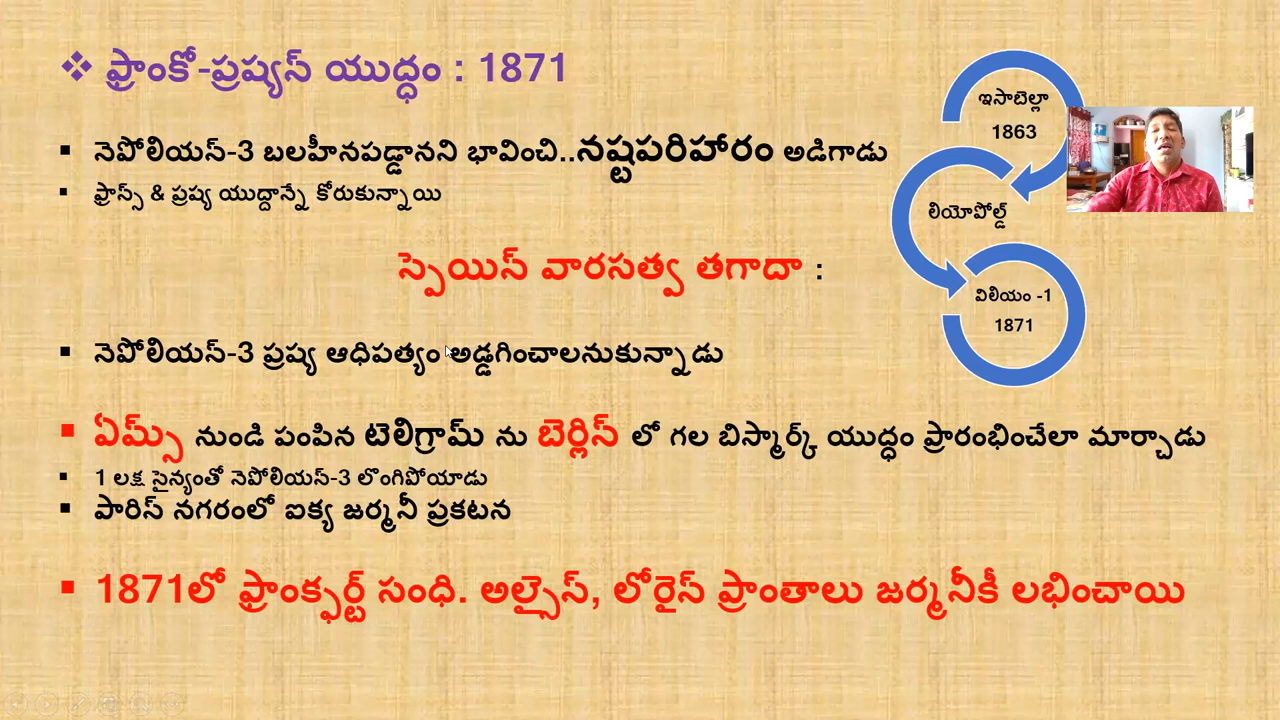 ఫ్రాంకో-ప్రష్యన్ యుద్ధం : 1871
నెపోలియన్-3 బలహీనపడ్డానని భావించి..నష్టపరిహారం అడిగాడు
ఫ్రాన్స్ & ప్రష్య యుద్దాన్నే కోరుకున్నాయి
స్పెయిన్ వారసత్వ తగాదా :
నెపోలియన్-3 ప్రష్య ఆధిపత్యం అడ్డగించాలనుకున్నాడు
ఏమ్స్ నుండి పంపిన టెలిగ్రామ్ ను బెర్లిన్ లో గల బిస్మార్క్ యుద్ధం ప్రారంభించేలా మార్చాడు
1 లక్ష సైన్యంతో నెపోలియన్-3 లొంగిపోయాడు
పారిస్ నగరంలో ఐక్య జర్మనీ ప్రకటన
1871లో ఫ్రాంక్ఫర్ట్ సంధి. అల్సైస్, లోరైన్ ప్రాంతాలు జర్మనీకీ లభించాయి
ఇసాబెల్లా
1863
లియోపోల్డ్
విలియం -1
1871